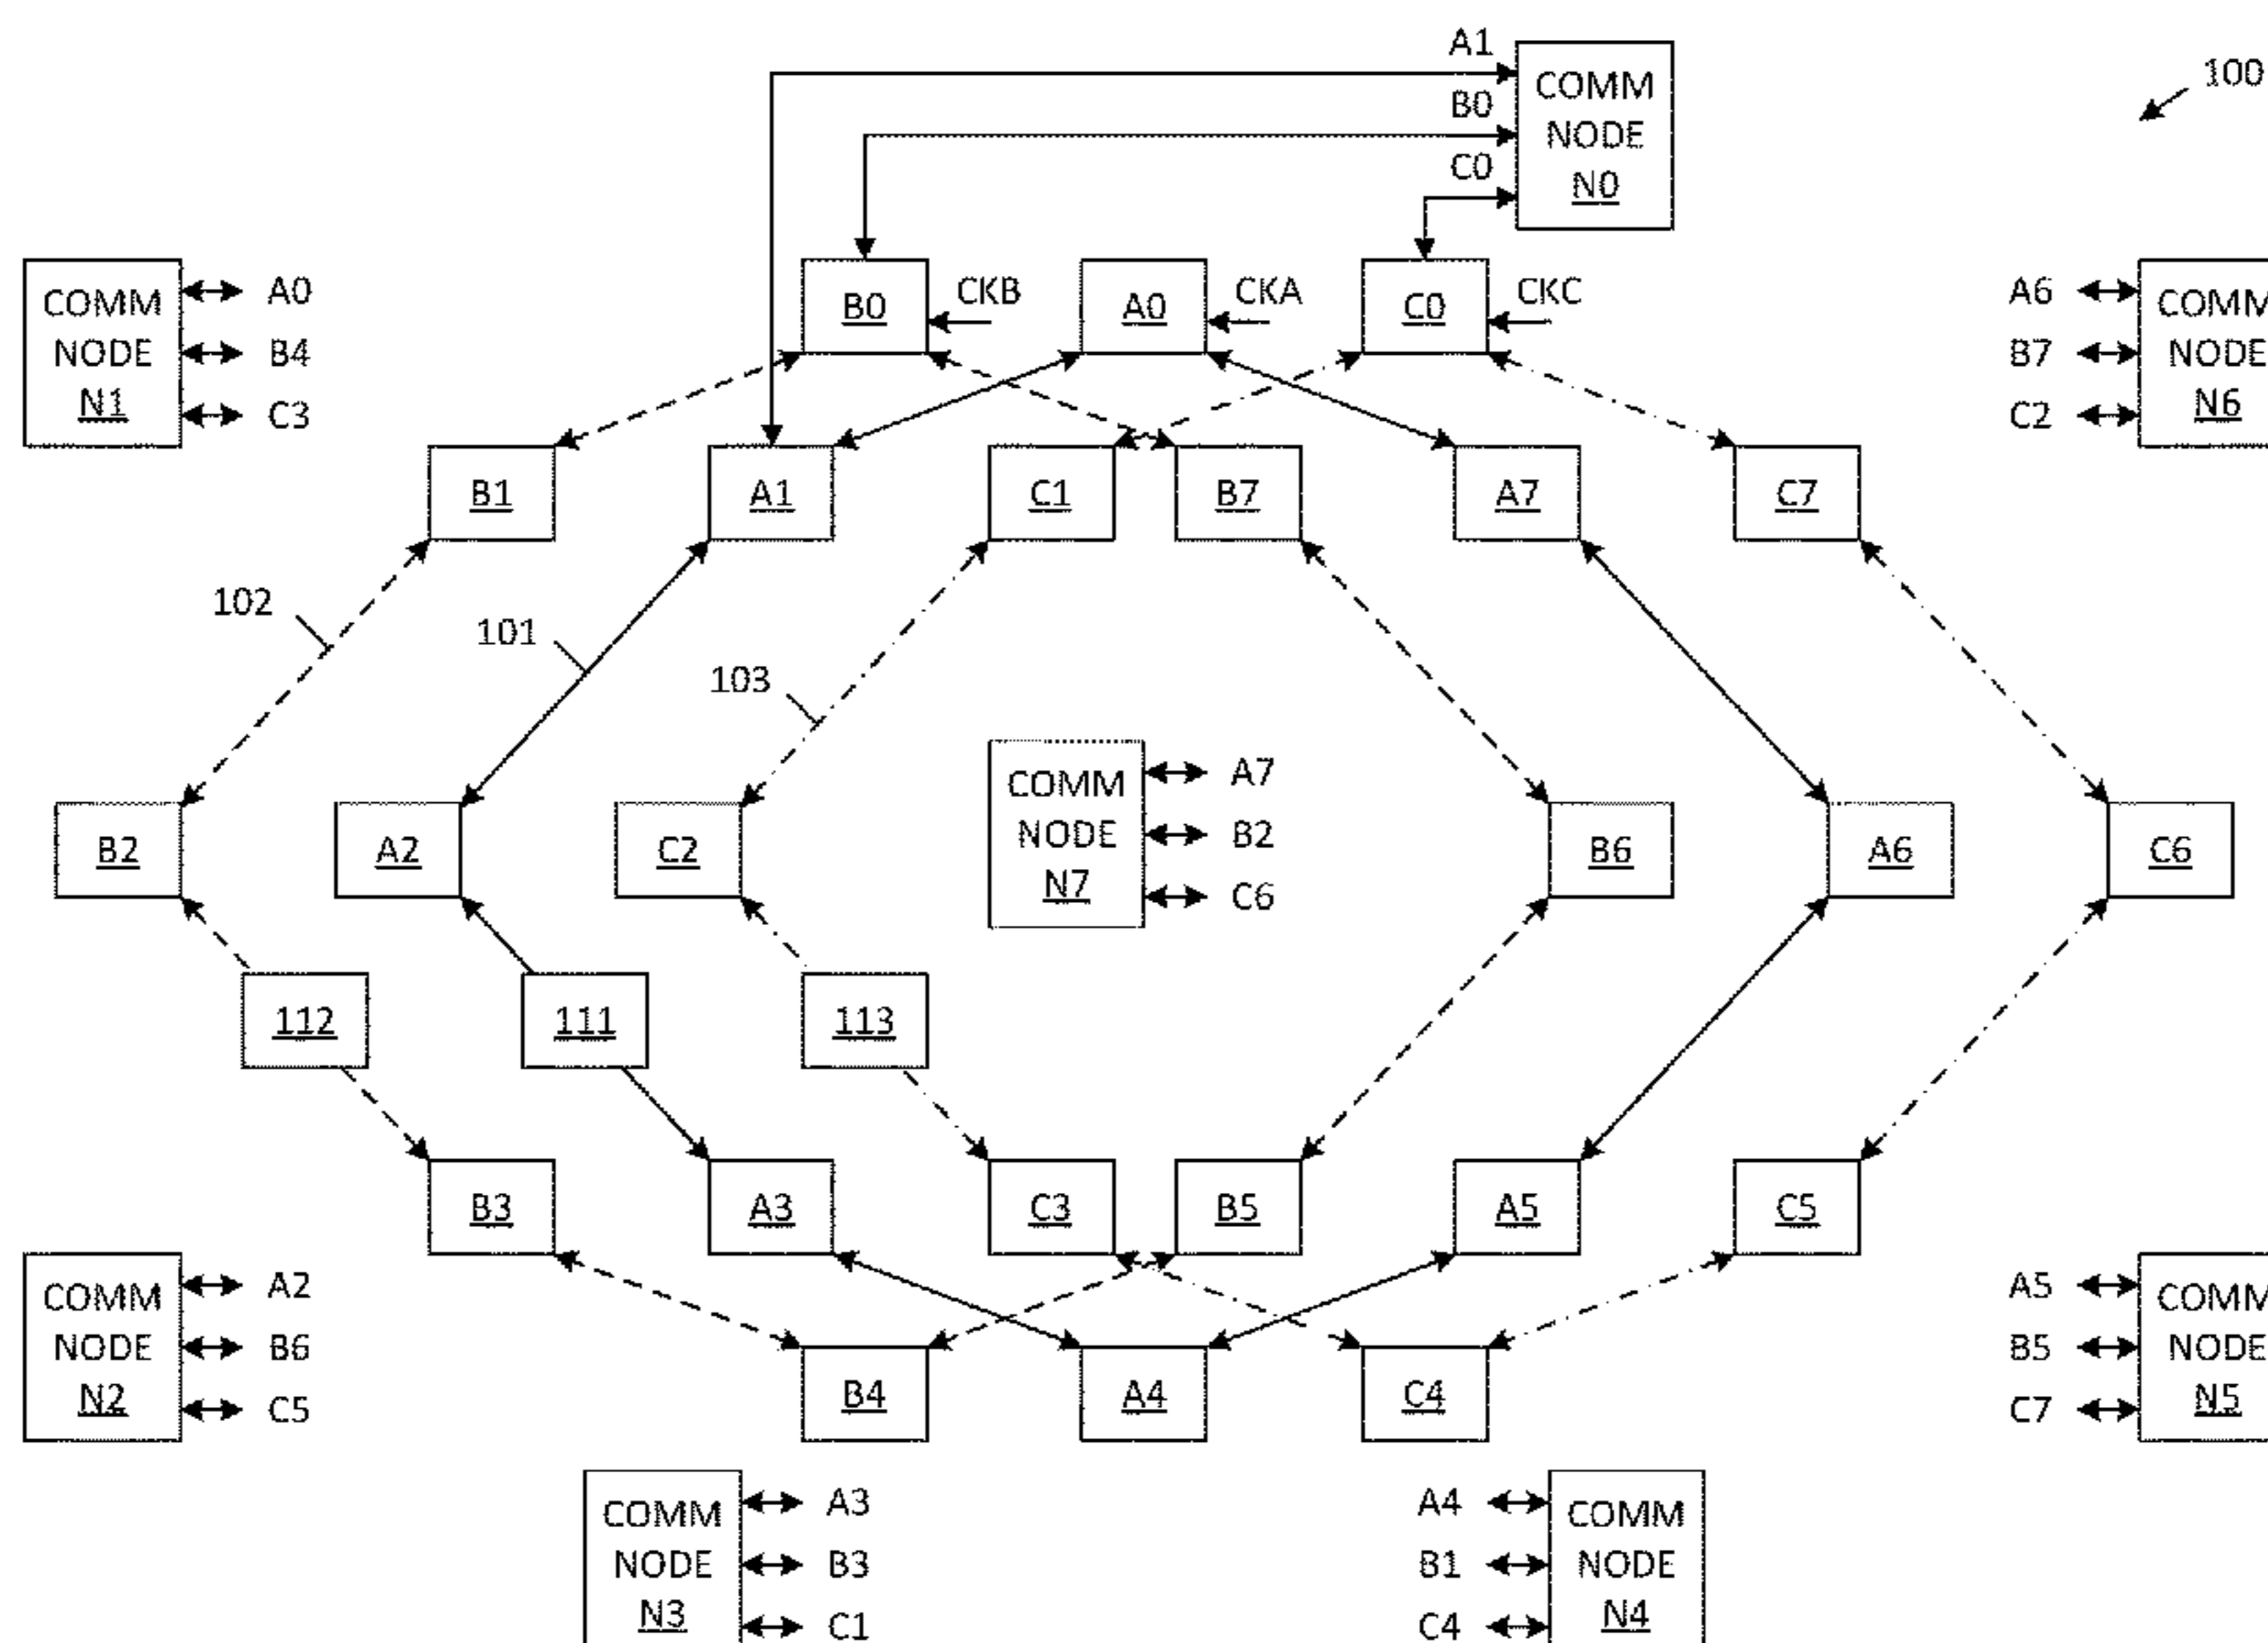 A1
100
COMM
NODE
N0
B0
C0
COMM
NODE
N1
A0
B4
C3
B0
CKB
A0
CKA
C0
CKC
A6
B7
C2
COMM
NODE
N6
B1
A1
C1
B7
A7
C7
102
101
103
COMM
NODE
N7
A7
B2
C6
B2
A2
C2
B6
A6
C6
112
111
113
B3
A3
C3
B5
A5
C5
COMM
NODE
N2
A2
B6
C5
B4
A4
C4
A5
B5
C7
COMM
NODE
N5
COMM
NODE
N3
A3
B3
C1
A4
B1
C4
COMM
NODE
N4